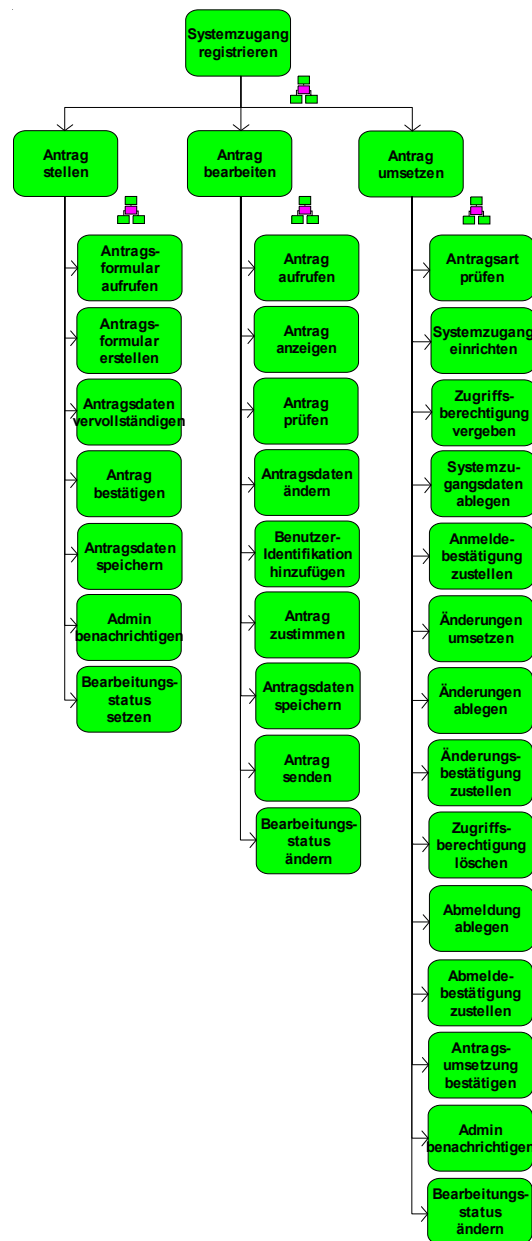 Systemzugang
registrieren
Antrag
stellen
Antrags-
formular
aufrufen
Antrags-
formular
erstellen
Antragsdaten
vervollständigen
Antrag
bestätigen
Antragsdaten
speichern
Admin
benachrichtigen
Bearbeitungs-
status
setzen
Antrag
bearbeiten
Antrag
aufrufen
Antrag
anzeigen
Antrag
prüfen
Antragsdaten
ändern
Benutzer-
Identifikation
hinzufügen
Antrag
zustimmen
Antragsdaten
speichern
Antrag
senden
Bearbeitungs-
status
ändern
Antrag
umsetzen
Antragsart
prüfen
Systemzugang
einrichten
Zugriffs-
berechtigung
vergeben
Systemzu-
gangsdaten
ablegen
Anmelde-
bestätigung
zustellen
Änderungen
umsetzen
Änderungen
ablegen
Änderungs-
bestätigung
zustellen
Zugriffs-
berechtigung
löschen
Abmeldung
ablegen
Abmelde-
bestätigung
zustellen
Antrags-
umsetzung
bestätigen
Admin
benachrichtigen
Bearbeitungs-
status
ändern